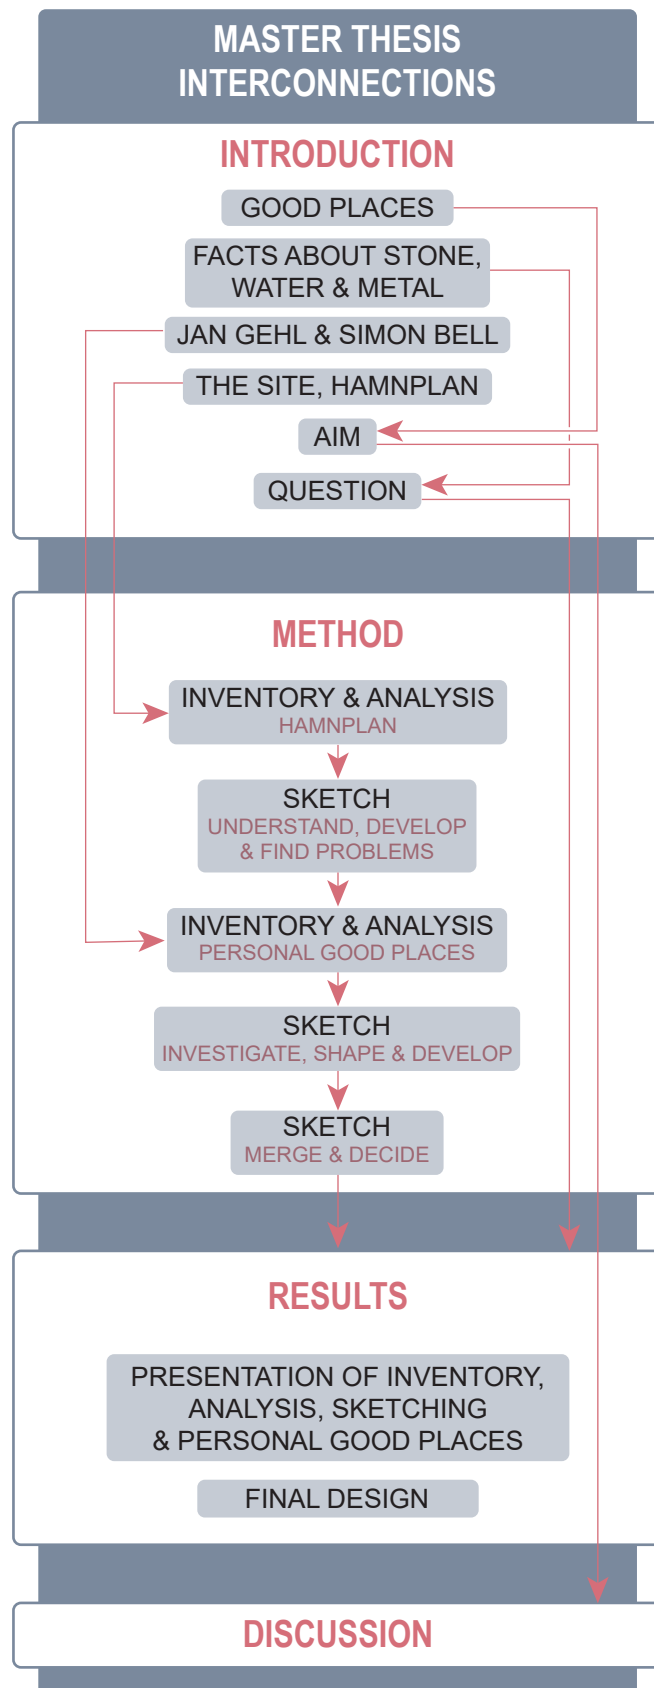 MASTER THESIS
INTERCONNECTIONS
INTRODUCTION
GOOD PLACES
FACTS ABOUT STONE,
WATER & METAL
JAN GEHL & SIMON BELL
THE SITE, HAMNPLAN
AIM
QUESTION
METHOD
INVENTORY & ANALYSIS
HAMNPLAN
SKETCH
UNDERSTAND, DEVELOP
& FIND PROBLEMS
INVENTORY & ANALYSIS
PERSONAL GOOD PLACES
SKETCH
INVESTIGATE, SHAPE & DEVELOP
SKETCH
MERGE & DECIDE
RESULTS
PRESENTATION OF INVENTORY,
ANALYSIS, SKETCHING
& PERSONAL GOOD PLACES
FINAL DESIGN
DISCUSSION